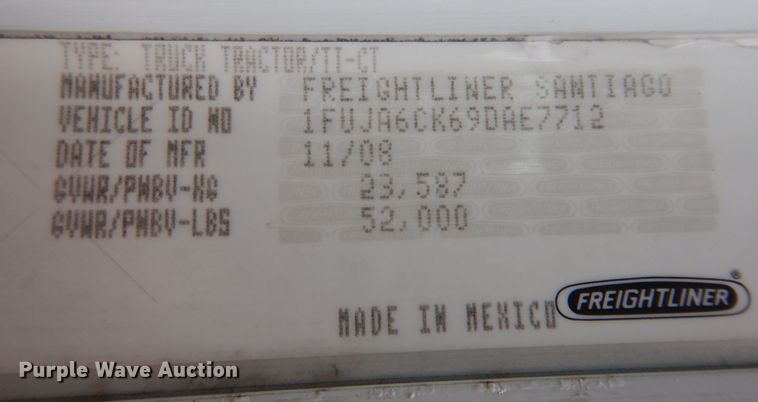 TYPE: TRUCK TRACTOR/TT-CT
MANUFACTURED BY FREIGHTLINER SANTIAGO
VEHICLE ID NO 1FUJA6CK69DAE7712
DATE OF MFR 11/08
GVWR/PNBV-KG 23,587
GVWR/PNBV-LBS 52,000
MADE IN MEXICO FREIGHTLINER®
Purple Wave Auction